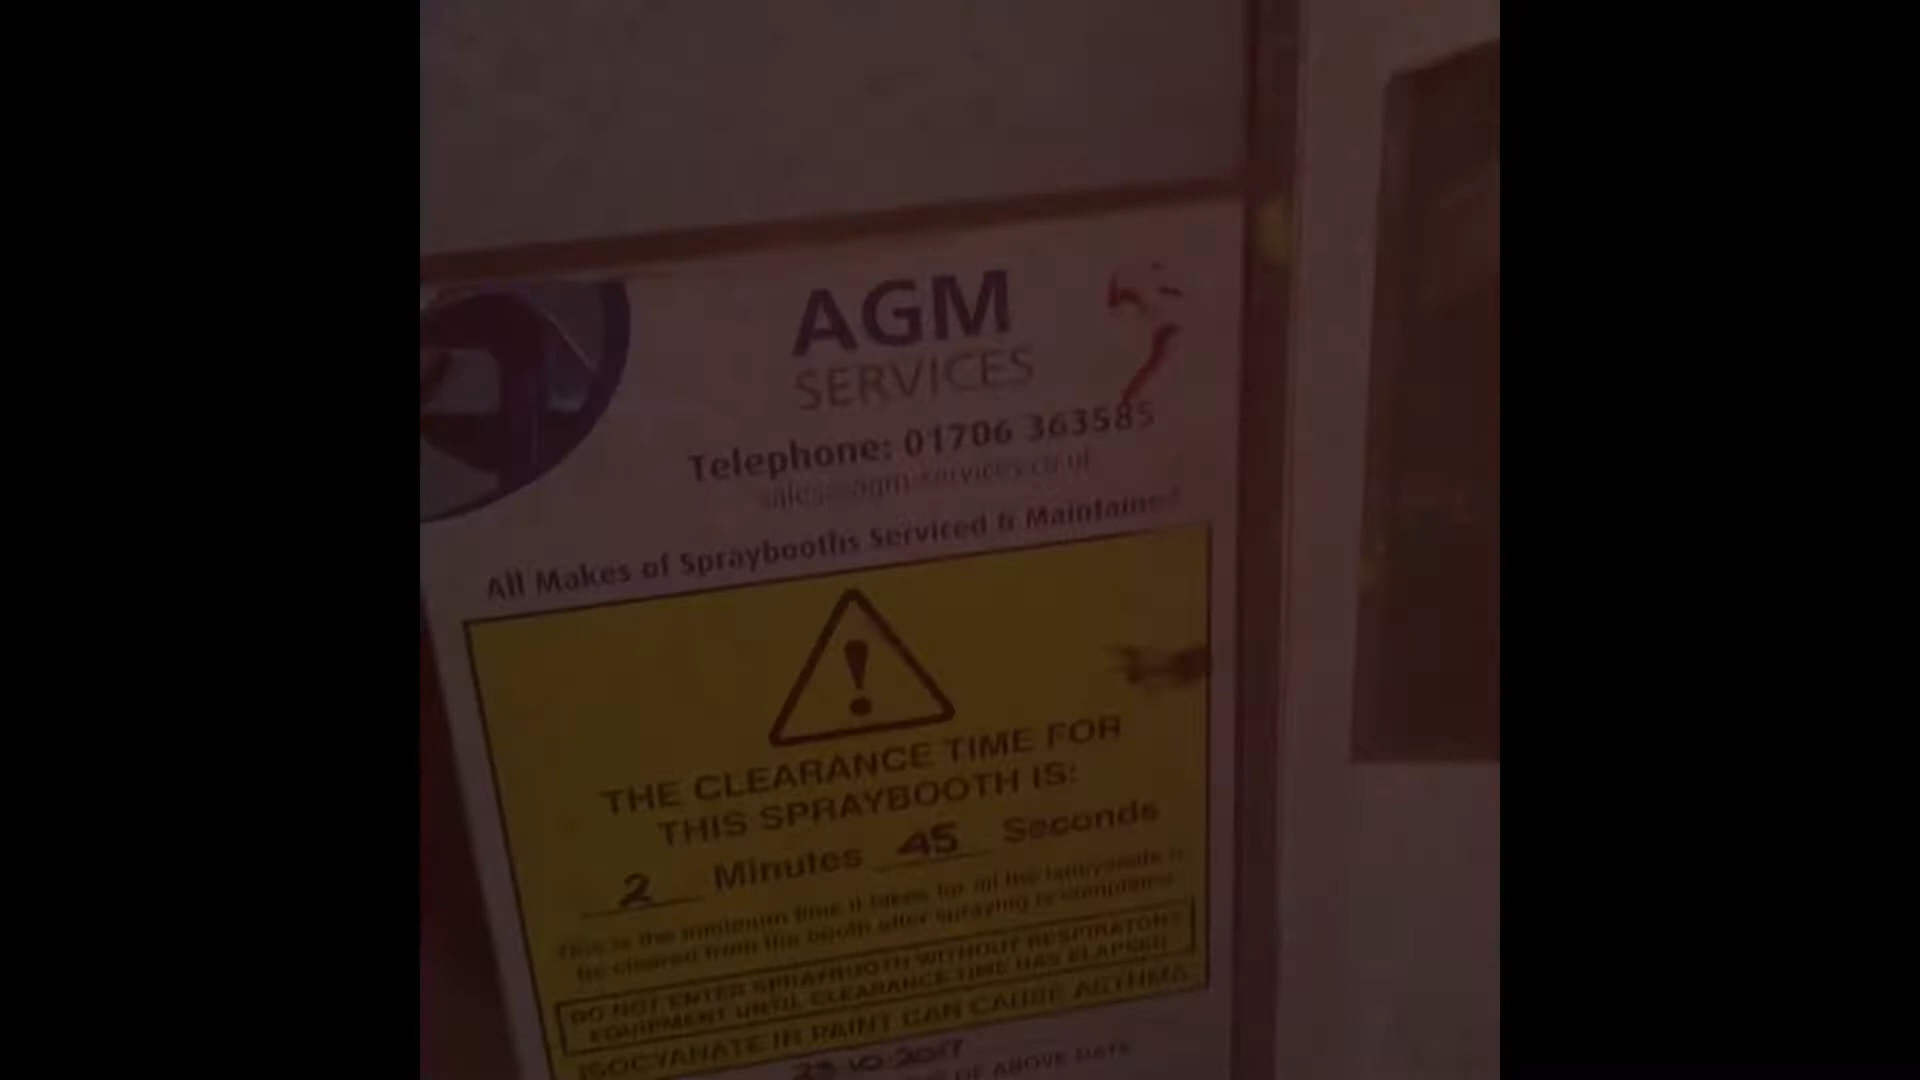 AGM
SERVICES
Telephone: 01706 363585
sales@agm-services.co.uk
All Makes of Spraybooths Serviced & Maintained
THE CLEARANCE TIME FOR
THIS SPRAYBOOTH IS:
2 Minutes 45 Seconds
This is the minimum time it takes for all the isocyanate to
be cleared from the booth after spraying is completed
DO NOT ENTER SPRAYBOOTH WITHOUT RESPIRATORY
EQUIPMENT UNTIL CLEARANCE TIME HAS ELAPSED
ISOCYANATE IN PAINT CAN CAUSE ASTHMA
23 10-2017
OF ABOVE DATE